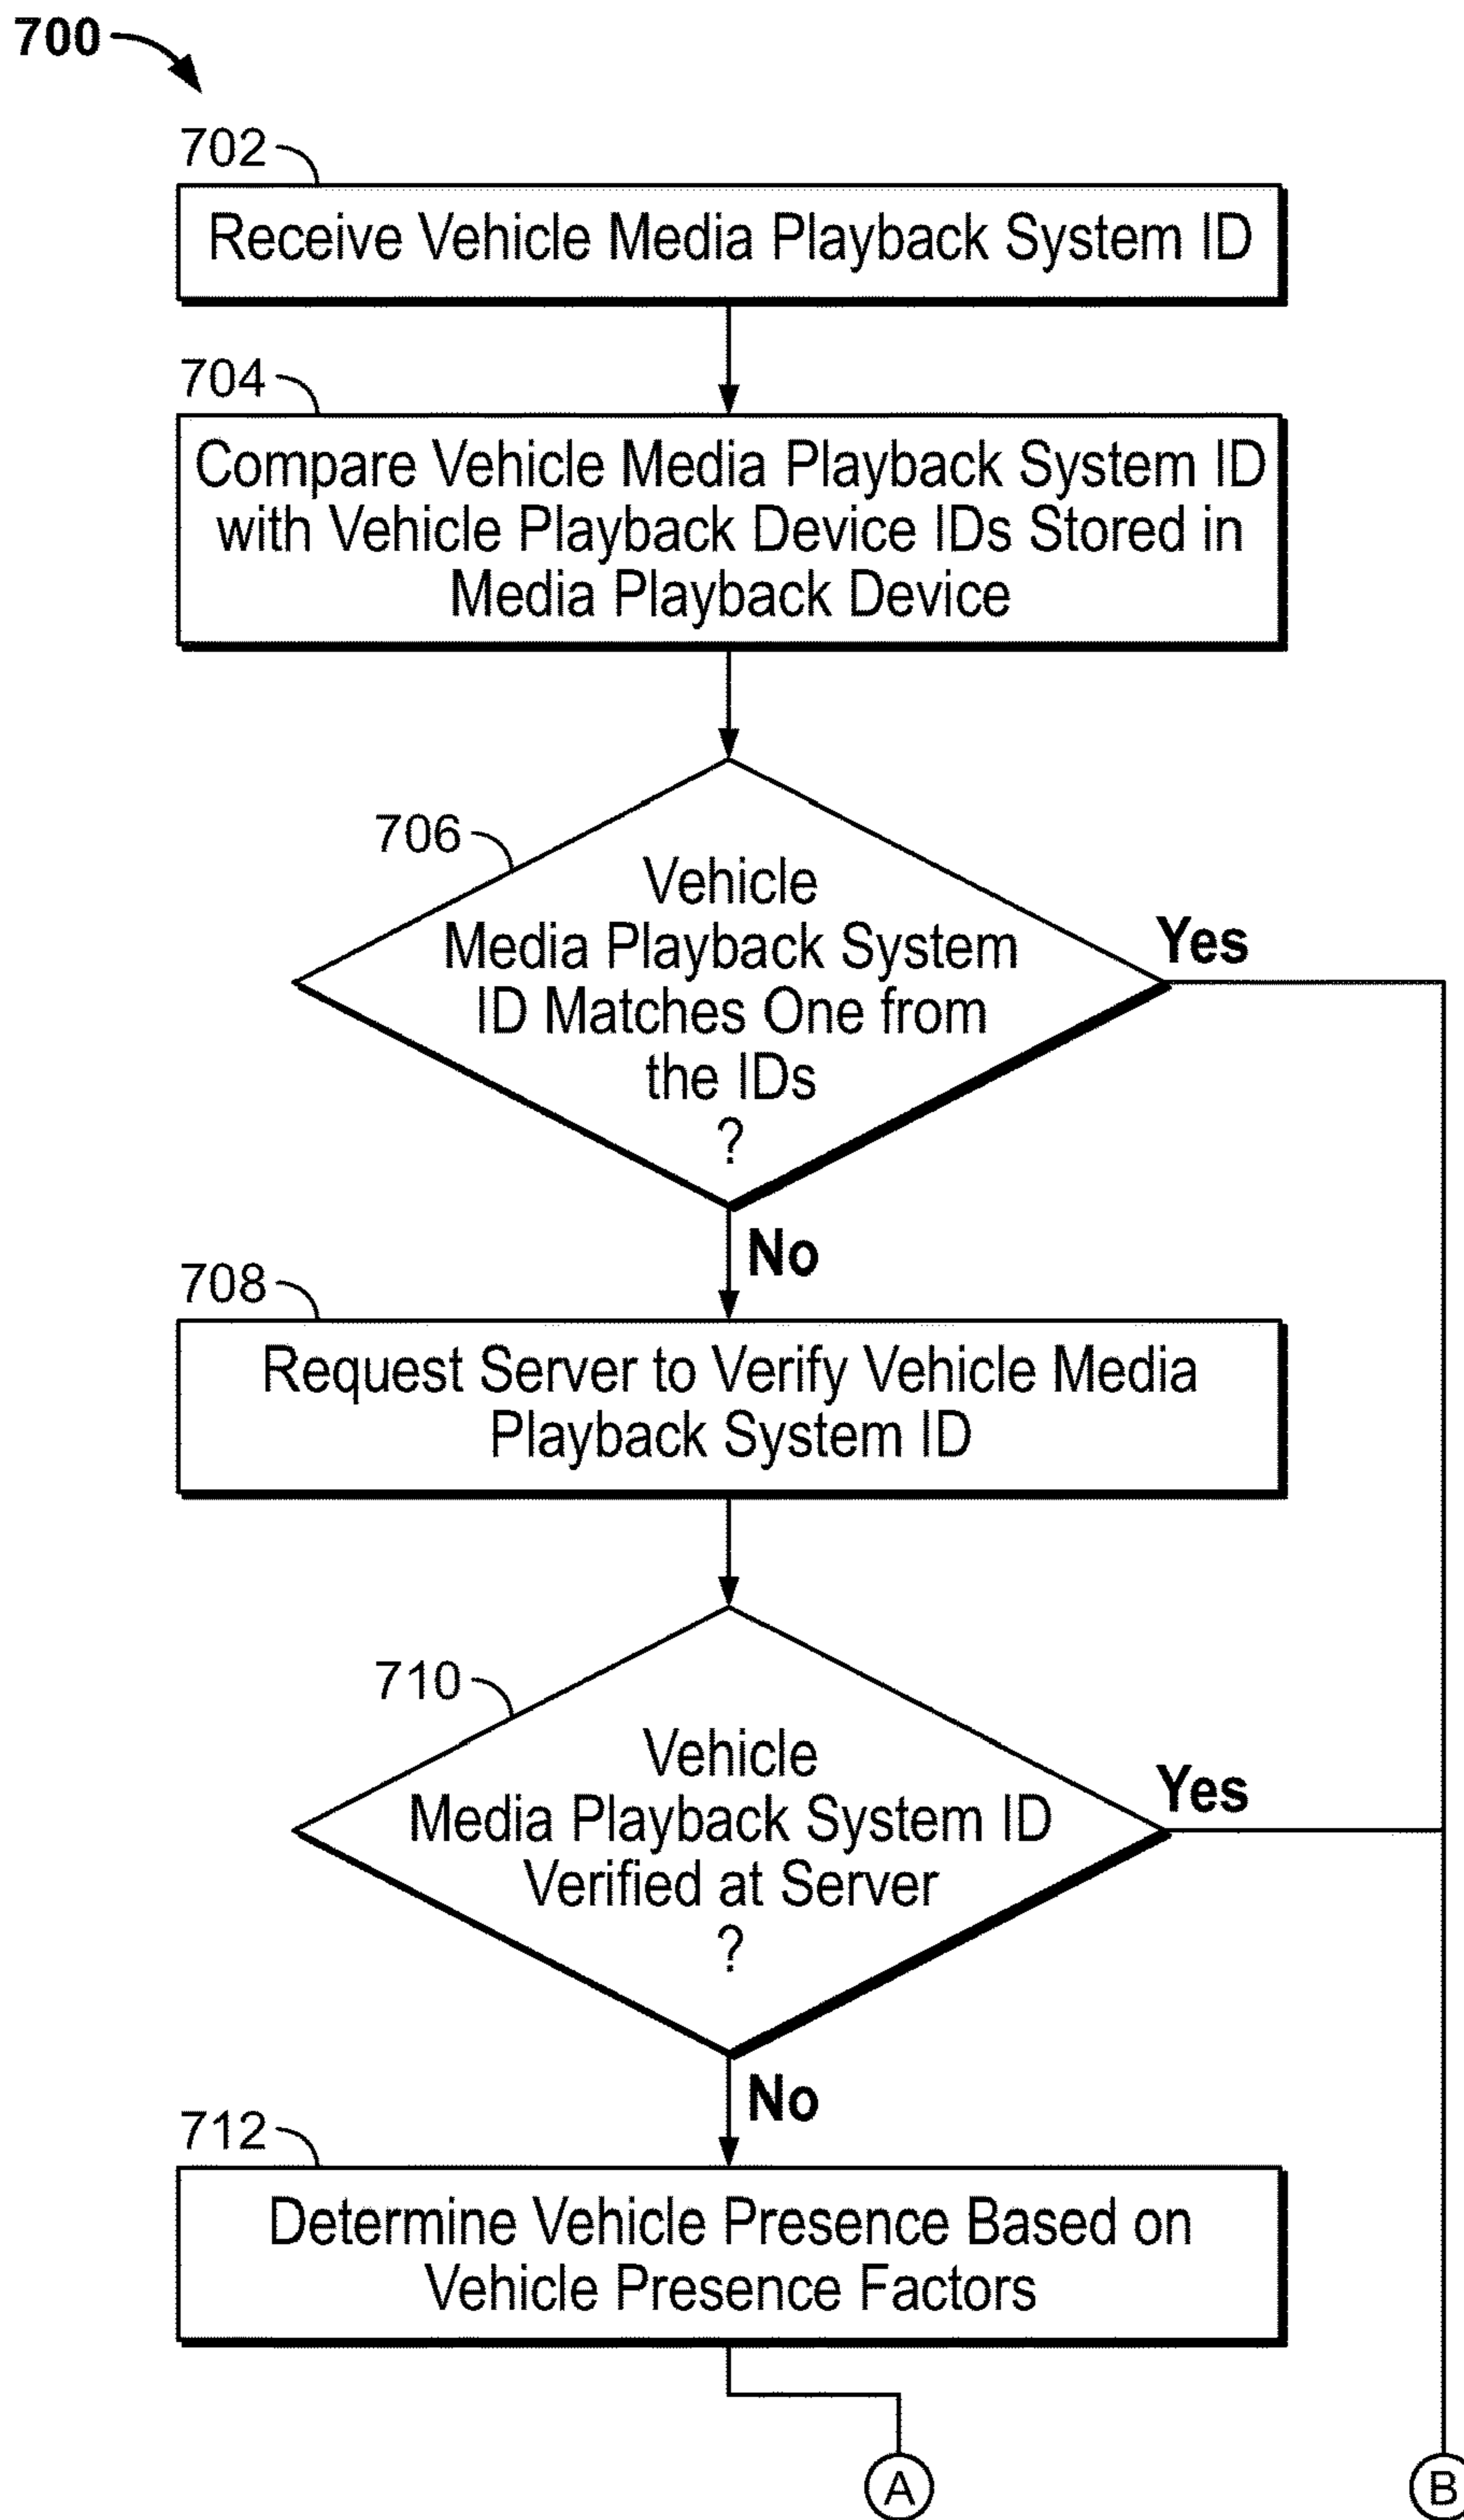 700
702
Receive Vehicle Media Playback System ID
704
Compare Vehicle Media Playback System ID
with Vehicle Playback Device IDs Stored in
Media Playback Device
706
Vehicle
Media Playback System
ID Matches One from
the IDs
?
Yes
No
708
Request Server to Verify Vehicle Media
Playback System ID
710
Vehicle
Media Playback System ID
Verified at Server
?
Yes
No
712
Determine Vehicle Presence Based on
Vehicle Presence Factors
A
B